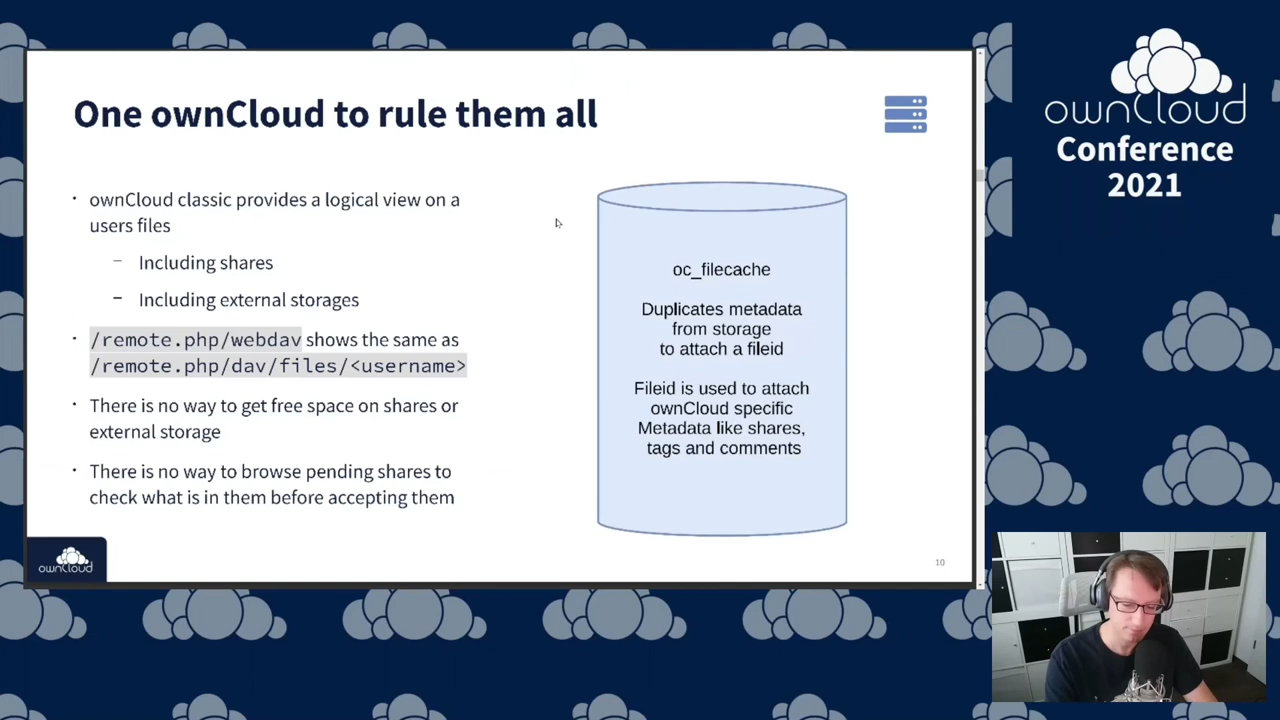 One ownCloud to rule them all
· ownCloud classic provides a logical view on a
users files
– Including shares
– Including external storages
· /remote.php/webdav shows the same as
/remote.php/dav/files/<username>
· There is no way to get free space on shares or
external storage
· There is no way to browse pending shares to
check what is in them before accepting them
oc_filecache
Duplicates metadata
from storage
to attach a fileid
Fileid is used to attach
ownCloud specific
Metadata like shares,
tags and comments
ownCloud
10
ownCloud
Conference
2021